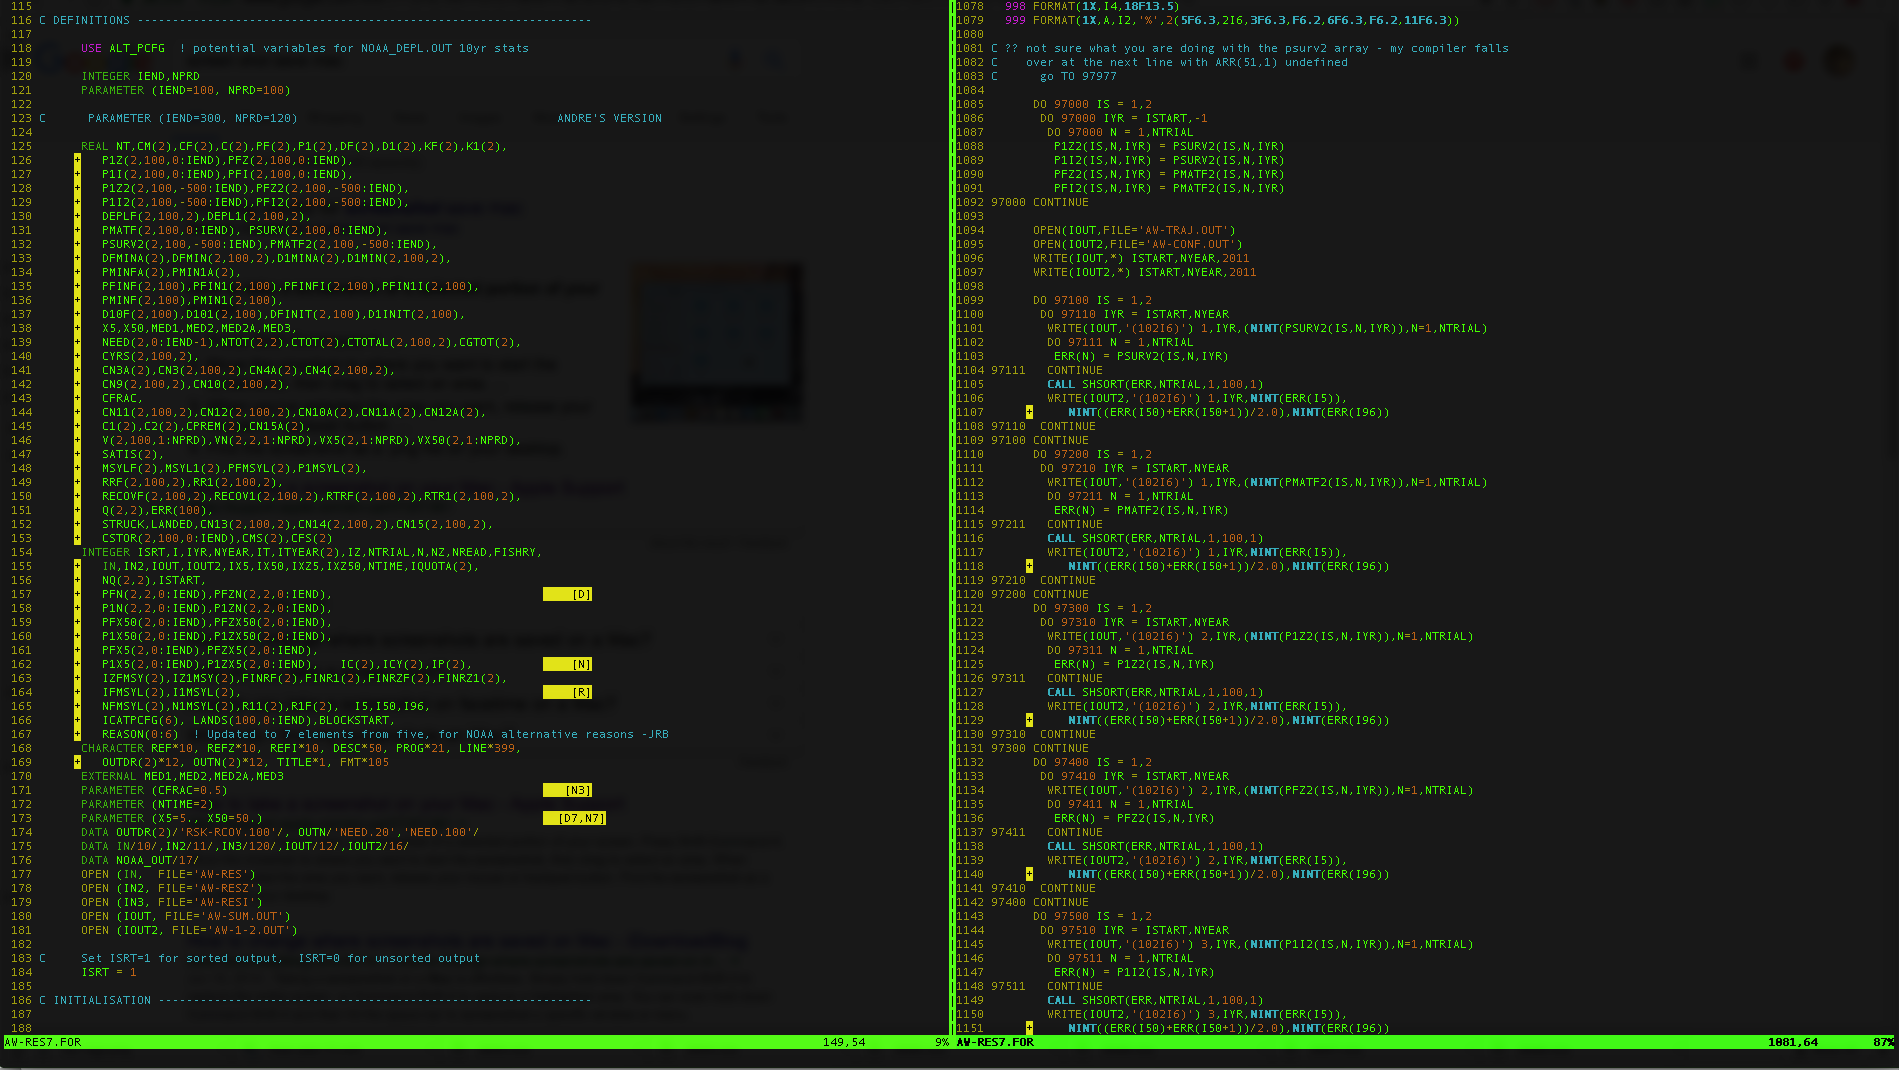 115
116 C DEFINITIONS -----------------------------------------------------------------
117
118       USE ALT_PCFG  ! potential variables for NOAA_DEPL.OUT 10yr stats
119
120       INTEGER IEND,NPRD
121       PARAMETER (IEND=100, NPRD=100)
122
123 C      PARAMETER (IEND=300, NPRD=120)                                     ANDRE'S VERSION
124
125       REAL NT,CM(2),CF(2),C(2),PF(2),P1(2),DF(2),D1(2),KF(2),K1(2),
126      +   P1Z(2,100,0:IEND),PFZ(2,100,0:IEND),
127      +   P1I(2,100,0:IEND),PFI(2,100,0:IEND),
128      +   P1Z2(2,100,-500:IEND),PFZ2(2,100,-500:IEND),
129      +   P1I2(2,100,-500:IEND),PFI2(2,100,-500:IEND),
130      +   DEPLF(2,100,2),DEPL1(2,100,2),
131      +   PMATF(2,100,0:IEND), PSURV(2,100,0:IEND),
132      +   PSURV2(2,100,-500:IEND),PMATF2(2,100,-500:IEND),
133      +   DFMINA(2),DFMIN(2,100,2),D1MINA(2),D1MIN(2,100,2),
134      +   PMINFA(2),PMIN1A(2),
135      +   PFINF(2,100),PFIN1(2,100),PFINFI(2,100),PFIN1I(2,100),
136      +   PMINF(2,100),PMIN1(2,100),
137      +   D10F(2,100),D101(2,100),DFINIT(2,100),D1INIT(2,100),
138      +   X5,X50,MED1,MED2,MED2A,MED3,
139      +   NEED(2,0:IEND-1),NTOT(2,2),CTOT(2),CTOTAL(2,100,2),CGTOT(2),
140      +   CYRS(2,100,2),
141      +   CN3A(2),CN3(2,100,2),CN4A(2),CN4(2,100,2),
142      +   CN9(2,100,2),CN10(2,100,2),
143      +   CFRAC,
144      +   CN11(2,100,2),CN12(2,100,2),CN10A(2),CN11A(2),CN12A(2),
145      +   C1(2),C2(2),CPREM(2),CN15A(2),
146      +   V(2,100,1:NPRD),VN(2,2,1:NPRD),VX5(2,1:NPRD),VX50(2,1:NPRD),
147      +   SATIS(2),
148      +   MSYLF(2),MSYL1(2),PFMSYL(2),P1MSYL(2),
149      +   RRF(2,100,2),RR1(2,100,2),
150      +   RECOVF(2,100,2),RECOV1(2,100,2),RTRF(2,100,2),RTR1(2,100,2),
151      +   Q(2,2),ERR(100),
152      +   STRUCK,LANDED,CN13(2,100,2),CN14(2,100,2),CN15(2,100,2),
153      +   CSTOR(2,100,0:IEND),CMS(2),CFS(2)
154       INTEGER ISRT,I,IYR,NYEAR,IT,ITYEAR(2),IZ,NTRIAL,N,NZ,NREAD,FISHRY,
155      +   IN,IN2,IOUT,IOUT2,IX5,IX50,IXZ5,IXZ50,NTIME,IQUOTA(2),
156      +   NQ(2,2),ISTART,
157      +   PFN(2,2,0:IEND),PFZN(2,2,0:IEND),                              [D]
158      +   P1N(2,2,0:IEND),P1ZN(2,2,0:IEND),
159      +   PFX50(2,0:IEND),PFZX50(2,0:IEND),
160      +   P1X50(2,0:IEND),P1ZX50(2,0:IEND),
161      +   PFX5(2,0:IEND),PFZX5(2,0:IEND),
162      +   P1X5(2,0:IEND),P1ZX5(2,0:IEND),   IC(2),ICY(2),IP(2),          [N]
163      +   IZFMSY(2),IZ1MSY(2),FINRF(2),FINR1(2),FINRZF(2),FINRZ1(2),
164      +   IFMSYL(2),I1MSYL(2),                                           [R]
165      +   NFMSYL(2),N1MSYL(2),R11(2),R1F(2),  I5,I50,I96,
166      +   ICATPCFG(6), LANDS(100,0:IEND),BLOCKSTART,
167      +   REASON(0:6)  ! Updated to 7 elements from five, for NOAA alternative reasons -JRB
168       CHARACTER REF*10, REFZ*10, REFI*10, DESC*50, PROG*21, LINE*399,
169      +   OUTDR(2)*12, OUTN(2)*12, TITLE*1, FMT*105
170       EXTERNAL MED1,MED2,MED2A,MED3
171       PARAMETER (CFRAC=0.5)                                            [N3]
172       PARAMETER (NTIME=2)
173       PARAMETER (X5=5., X50=50.)                                      [D7,N7]
174       DATA OUTDR(2)/'RSK-RCOV.100'/, OUTN/'NEED.20','NEED.100'/
175       DATA IN/10/,IN2/11/,IN3/120/,IOUT/12/,IOUT2/16/
176       DATA NOAA_OUT/17/
177       OPEN (IN,  FILE='AW-RES')
178       OPEN (IN2, FILE='AW-RESZ')
179       OPEN (IN3, FILE='AW-RESI')
180       OPEN (IOUT, FILE='AW-SUM.OUT')
181       OPEN (IOUT2, FILE='AW-1-2.OUT')
182
183 C     Set ISRT=1 for sorted output,  ISRT=0 for unsorted output
184       ISRT = 1
185
186 C INITIALISATION --------------------------------------------------------------
187
188
AW-RES7.FOR                    149,54          9%
1078   998 FORMAT(1X,I4,18F13.5)
1079   999 FORMAT(1X,A,I2,'%',2(5F6.3,2I6,3F6.3,F6.2,6F6.3,F6.2,11F6.3))
1080
1081 C ?? not sure what you are doing with the psurv2 array - my compiler falls
1082 C    over at the next line with ARR(51,1) undefined
1083 C      go TO 97977
1084
1085       DO 97000 IS = 1,2
1086        DO 97000 IYR = ISTART,-1
1087         DO 97000 N = 1,NTRIAL
1088          P1Z2(IS,N,IYR) = PSURV2(IS,N,IYR)
1089          P1I2(IS,N,IYR) = PSURV2(IS,N,IYR)
1090          PFZ2(IS,N,IYR) = PMATF2(IS,N,IYR)
1091          PFI2(IS,N,IYR) = PMATF2(IS,N,IYR)
1092 97000 CONTINUE
1093
1094       OPEN(IOUT,FILE='AW-TRAJ.OUT')
1095       OPEN(IOUT2,FILE='AW-CONF.OUT')
1096       WRITE(IOUT,*) ISTART,NYEAR,2011
1097       WRITE(IOUT2,*) ISTART,NYEAR,2011
1098
1099       DO 97100 IS = 1,2
1100        DO 97110 IYR = ISTART,NYEAR
1101         WRITE(IOUT,'(102I6)') 1,IYR,(NINT(PSURV2(IS,N,IYR)),N=1,NTRIAL)
1102         DO 97111 N = 1,NTRIAL
1103          ERR(N) = PSURV2(IS,N,IYR)
1104 97111   CONTINUE
1105         CALL SHSORT(ERR,NTRIAL,1,100,1)
1106         WRITE(IOUT2,'(102I6)') 1,IYR,NINT(ERR(I5)),
1107      +     NINT((ERR(I50)+ERR(I50+1))/2.0),NINT(ERR(I96))
1108 97110  CONTINUE
1109 97100 CONTINUE
1110       DO 97200 IS = 1,2
1111        DO 97210 IYR = ISTART,NYEAR
1112         WRITE(IOUT,'(102I6)') 1,IYR,(NINT(PMATF2(IS,N,IYR)),N=1,NTRIAL)
1113         DO 97211 N = 1,NTRIAL
1114          ERR(N) = PMATF2(IS,N,IYR)
1115 97211   CONTINUE
1116         CALL SHSORT(ERR,NTRIAL,1,100,1)
1117         WRITE(IOUT2,'(102I6)') 1,IYR,NINT(ERR(I5)),
1118      +     NINT((ERR(I50)+ERR(I50+1))/2.0),NINT(ERR(I96))
1119 97210  CONTINUE
1120 97200 CONTINUE
1121       DO 97300 IS = 1,2
1122        DO 97310 IYR = ISTART,NYEAR
1123         WRITE(IOUT,'(102I6)') 2,IYR,(NINT(P1Z2(IS,N,IYR)),N=1,NTRIAL)
1124         DO 97311 N = 1,NTRIAL
1125          ERR(N) = P1Z2(IS,N,IYR)
1126 97311   CONTINUE
1127         CALL SHSORT(ERR,NTRIAL,1,100,1)
1128         WRITE(IOUT2,'(102I6)') 2,IYR,NINT(ERR(I5)),
1129      +     NINT((ERR(I50)+ERR(I50+1))/2.0),NINT(ERR(I96))
1130 97310  CONTINUE
1131 97300 CONTINUE
1132       DO 97400 IS = 1,2
1133        DO 97410 IYR = ISTART,NYEAR
1134         WRITE(IOUT,'(102I6)') 2,IYR,(NINT(PFZ2(IS,N,IYR)),N=1,NTRIAL)
1135         DO 97411 N = 1,NTRIAL
1136          ERR(N) = PFZ2(IS,N,IYR)
1137 97411   CONTINUE
1138         CALL SHSORT(ERR,NTRIAL,1,100,1)
1139         WRITE(IOUT2,'(102I6)') 2,IYR,NINT(ERR(I5)),
1140      +     NINT((ERR(I50)+ERR(I50+1))/2.0),NINT(ERR(I96))
1141 97410  CONTINUE
1142 97400 CONTINUE
1143       DO 97500 IS = 1,2
1144        DO 97510 IYR = ISTART,NYEAR
1145         WRITE(IOUT,'(102I6)') 3,IYR,(NINT(P1I2(IS,N,IYR)),N=1,NTRIAL)
1146         DO 97511 N = 1,NTRIAL
1147          ERR(N) = P1I2(IS,N,IYR)
1148 97511   CONTINUE
1149         CALL SHSORT(ERR,NTRIAL,1,100,1)
1150         WRITE(IOUT2,'(102I6)') 3,IYR,NINT(ERR(I5)),
1151      +     NINT((ERR(I50)+ERR(I50+1))/2.0),NINT(ERR(I96))
AW-RES7.FOR                    1081,64        87%